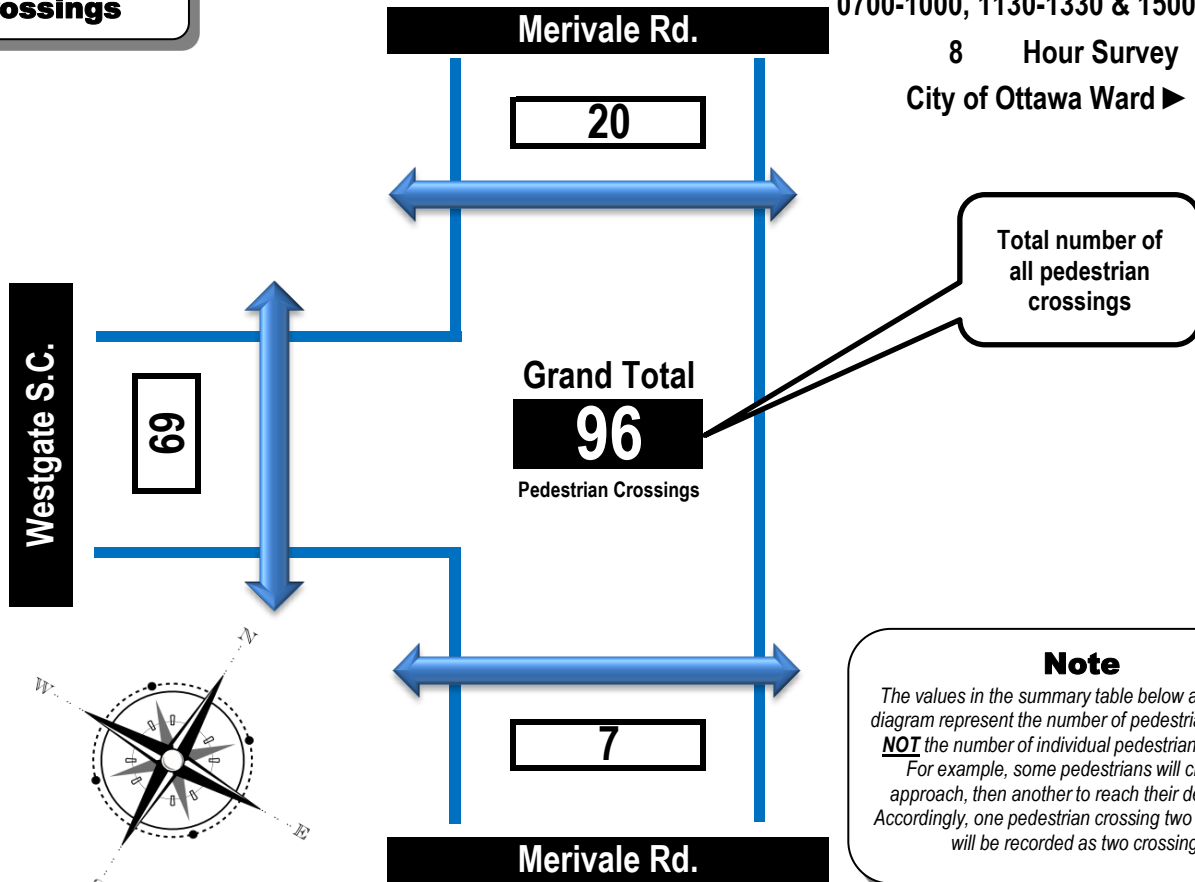 ossings
Merivale Rd.
0700-1000, 1130-1330 & 1500
8 Hour Survey
City of Ottawa Ward ►
20
Total number of
all pedestrian
crossings
Westgate S.C.
69
Grand Total
96
Pedestrian Crossings
N
W
E
7
Merivale Rd.
Note
The values in the summary table below a
diagram represent the number of pedestria
NOT the number of individual pedestrian
For example, some pedestrians will c
approach, then another to reach their de
Accordingly, one pedestrian crossing two
will be recorded as two crossing